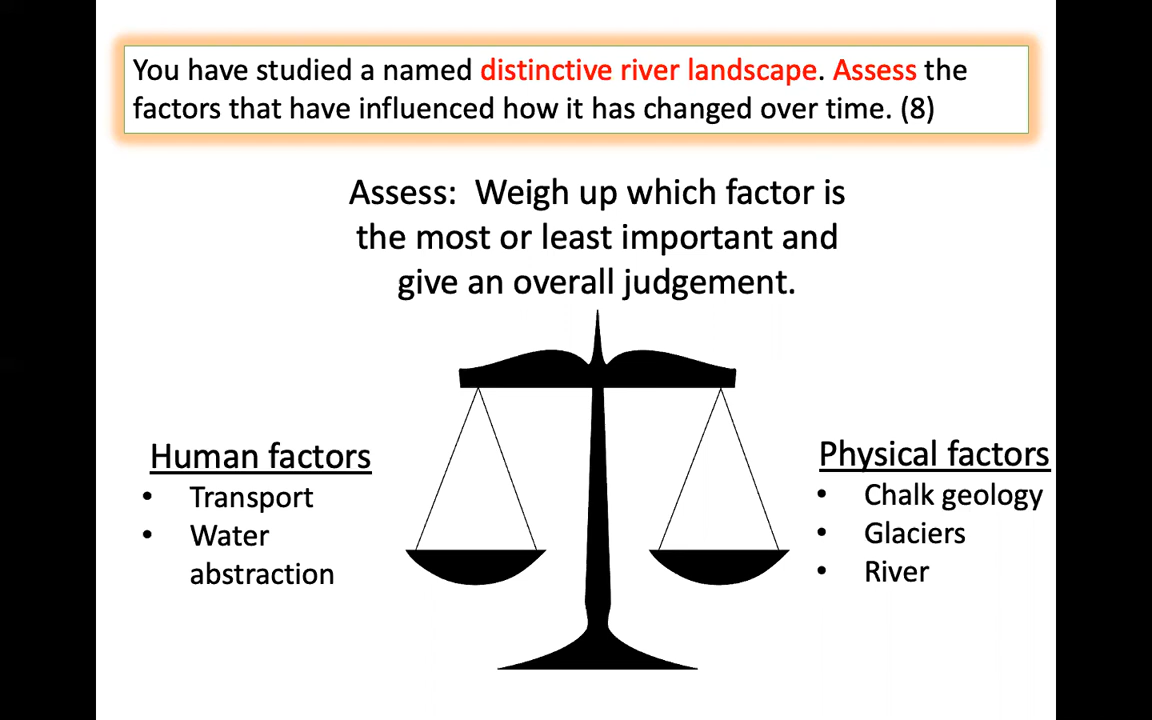 You have studied a named distinctive river landscape. Assess the
factors that have influenced how it has changed over time. (8)
Assess: Weigh up which factor is
the most or least important and
give an overall judgement.
Human factors
• Transport
• Water
abstraction
Physical factors
• Chalk geology
• Glaciers
• River